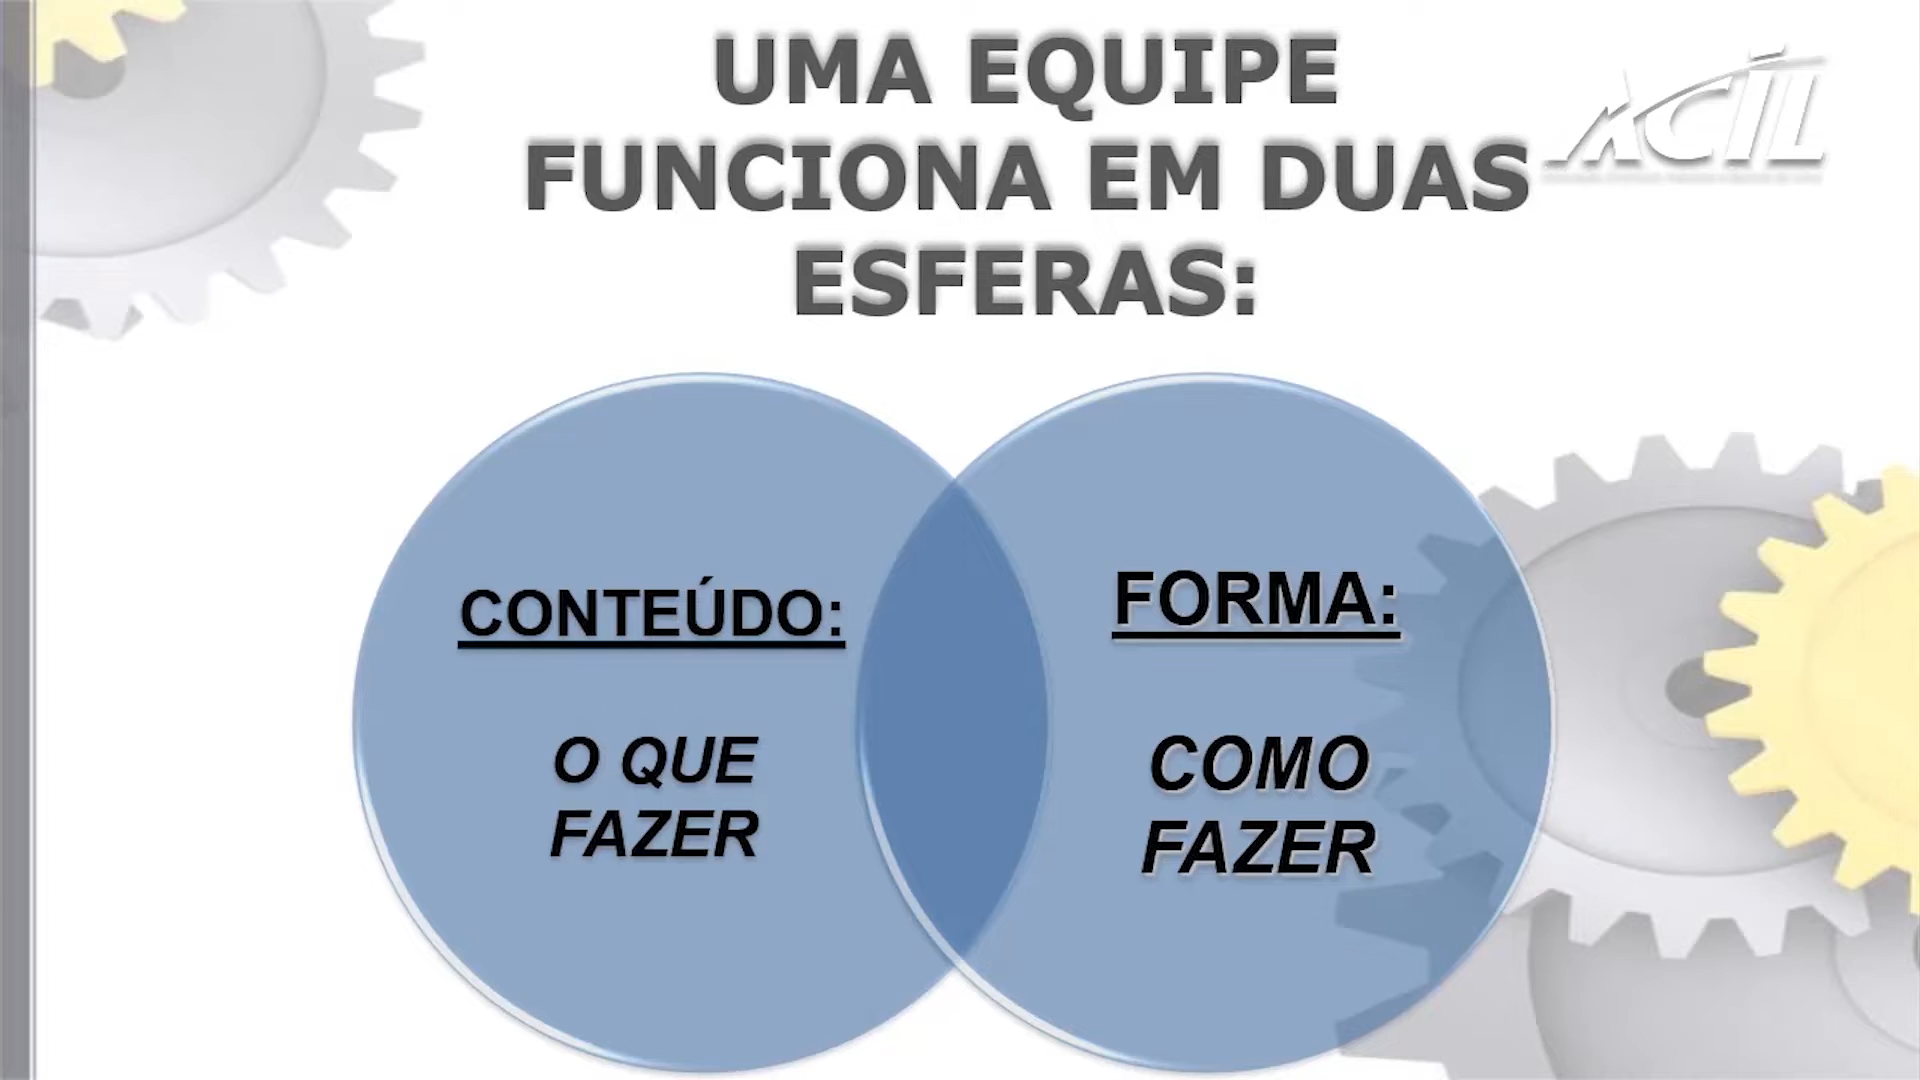 UMA EQUIPE
FUNCIONA EM DUAS
ESFERAS:
ACIL
CONTEÚDO:
O QUE
FAZER
FORMA:
COMO
FAZER